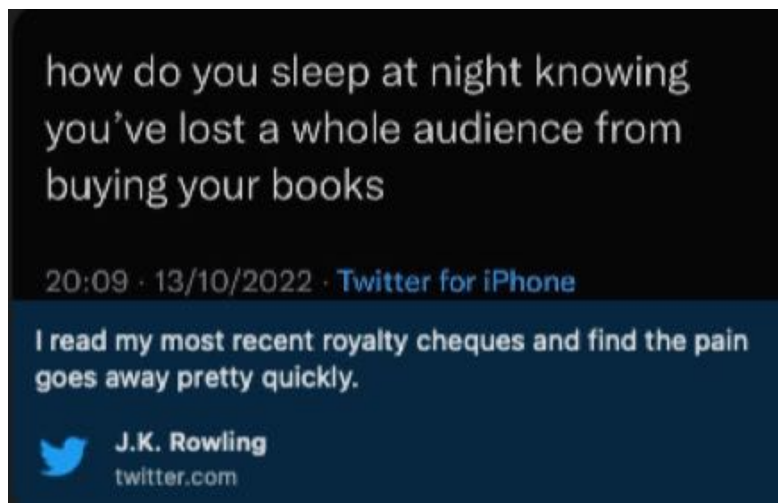 how do you sleep at night knowing
you've lost a whole audience from
buying your books
20:09 · 13/10/2022 · Twitter for iPhone
I read my most recent royalty cheques and find the pain
goes away pretty quickly.
J.K. Rowling
twitter.com